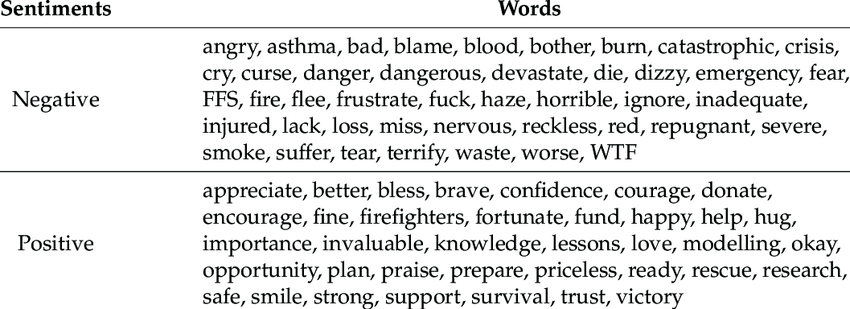 Sentiments Words
angry, asthma, bad, blame, blood, bother, burn, catastrophic, crisis,
cry, curse, danger, dangerous, devastate, die, dizzy, emergency, fear,
Negative FFS, fire, flee, frustrate, fuck, haze, horrible, ignore, inadequate,
injured, lack, loss, miss, nervous, reckless, red, repugnant, severe,
smoke, suffer, tear, terrify, waste, worse, WTF
appreciate, better, bless, brave, confidence, courage, donate,
encourage, fine, firefighters, fortunate, fund, happy, help, hug,
Positive importance, invaluable, knowledge, lessons, love, modelling, okay,
opportunity, plan, praise, prepare, priceless, ready, rescue, research,
safe, smile, strong, support, survival, trust, victory